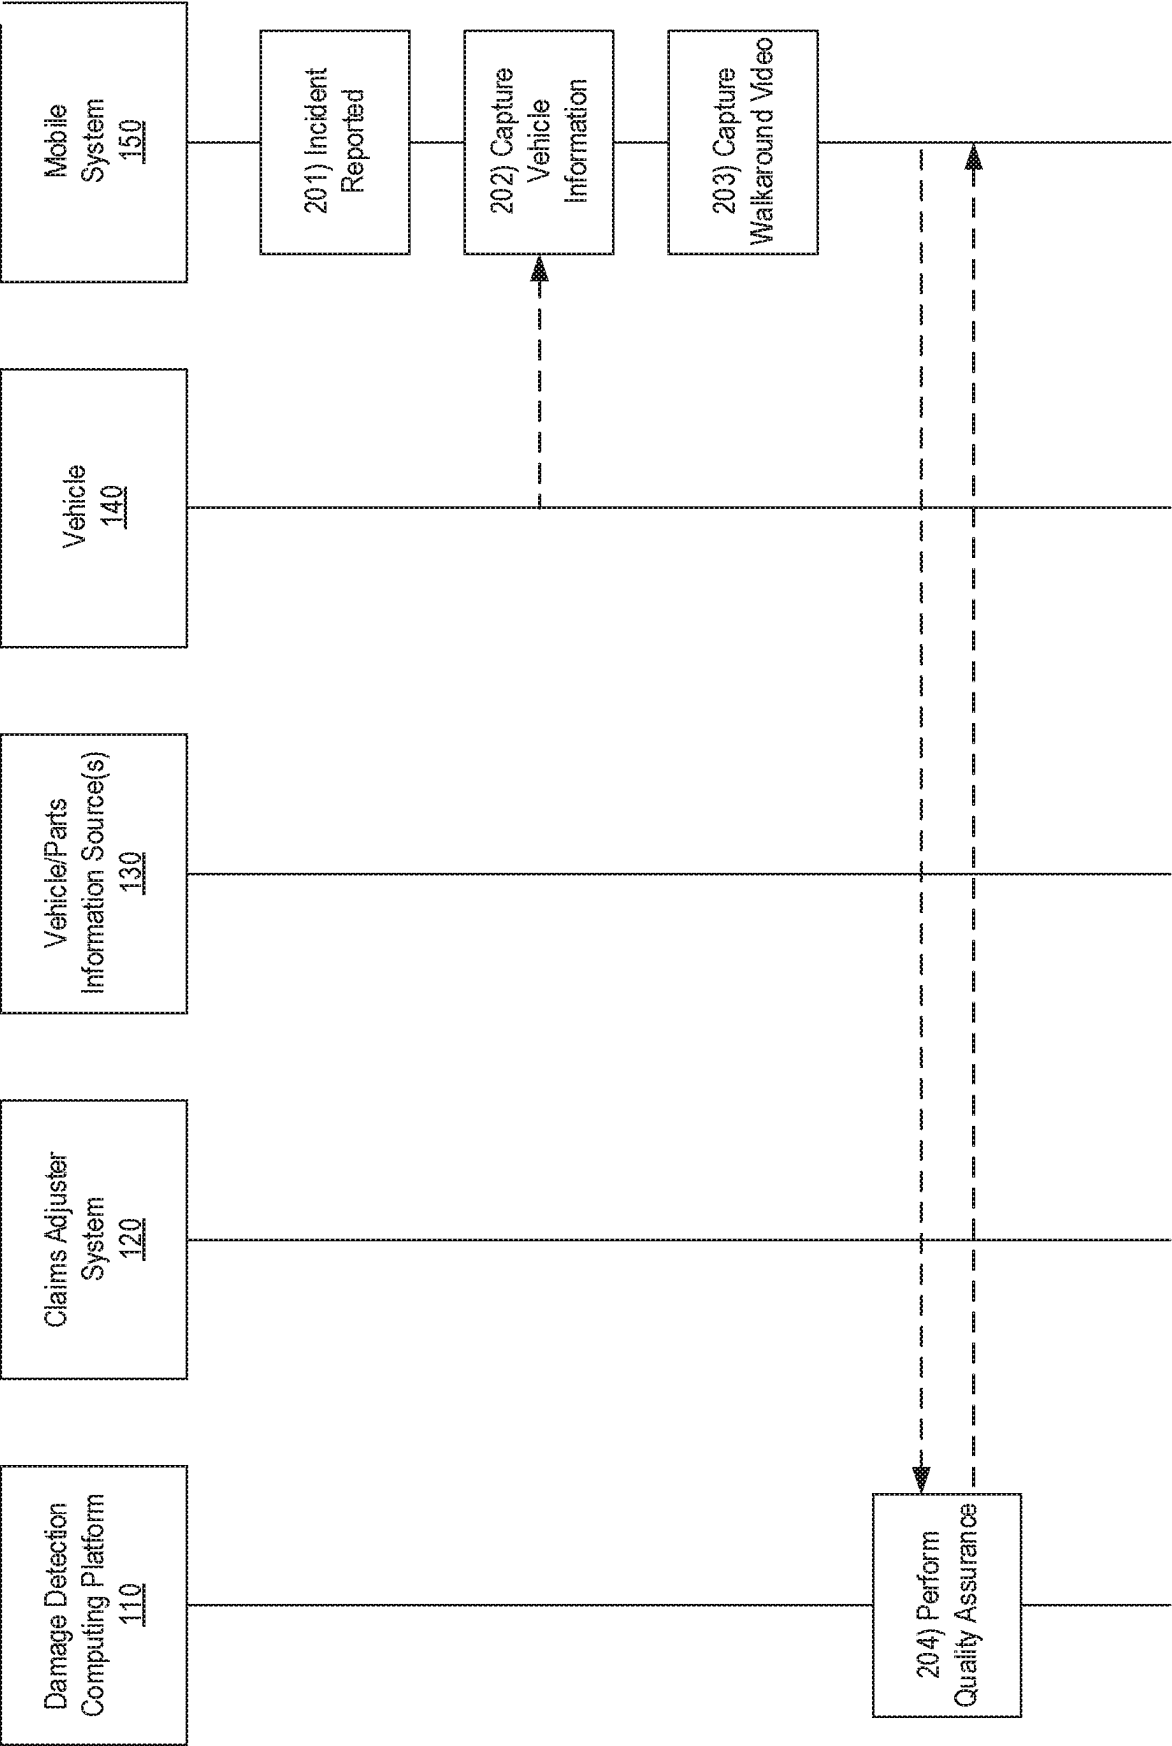 Damage Detection
Computing Platform
110
Claims Adjuster
System
120
Vehicle/Parts
Information Source(s)
130
Vehicle
140
Mobile
System
150
201) Incident
Reported
202) Capture
Vehicle
Information
203) Capture
Walkaround Video
204) Perform
Quality Assurance